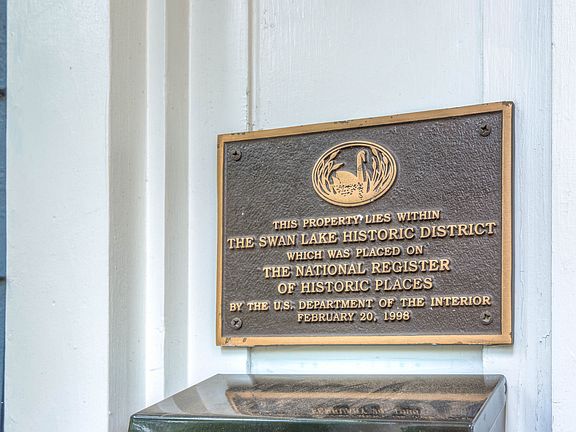 THIS PROPERTY LIES WITHIN
THE SWAN LAKE HISTORIC DISTRICT
WHICH WAS PLACED ON
THE NATIONAL REGISTER
OF HISTORIC PLACES
BY THE U.S. DEPARTMENT OF THE INTERIOR
FEBRUARY 20, 1998